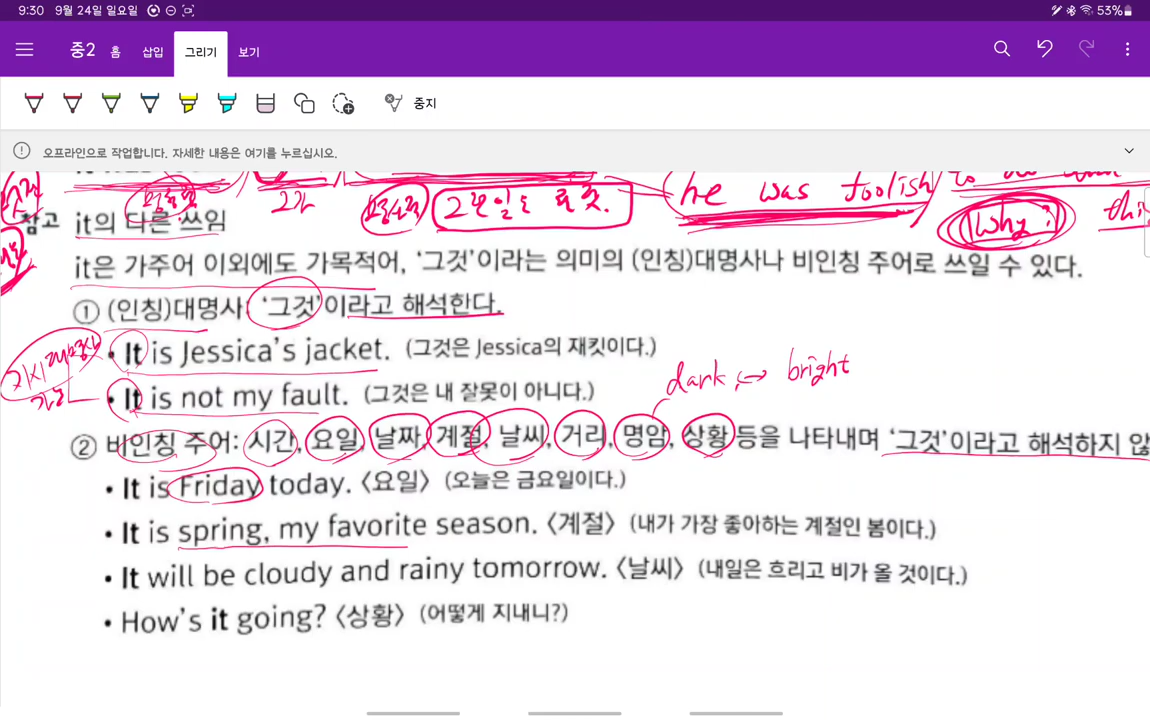 9:30 9월 24일 일요일 53%
중2 홈 삽입 그리기 보기
중지
오프라인으로 작업합니다. 자세한 내용은 여기를 누르십시오.
he was foolish
Why?
참고 it의 다른 쓰임
it은 가주어 이외에도 가목적어, ‘그것’이라는 의미의 (인칭)대명사나 비인칭 주어로 쓰일 수 있다.
① (인칭)대명사: ‘그것’이라고 해석한다.
• It is Jessica’s jacket. (그것은 Jessica의 재킷이다.)
dark ↔ bright
• It is not my fault. (그것은 내 잘못이 아니다.)
② 비인칭 주어: 시간, 요일, 날짜, 계절, 날씨, 거리, 명암, 상황 등을 나타내며 ‘그것’이라고 해석하지 않
• It is Friday today. 〈요일〉 (오늘은 금요일이다.)
• It is spring, my favorite season. 〈계절〉 (내가 가장 좋아하는 계절인 봄이다.)
• It will be cloudy and rainy tomorrow. 〈날씨〉 (내일은 흐리고 비가 올 것이다.)
• How’s it going? 〈상황〉 (어떻게 지내니?)